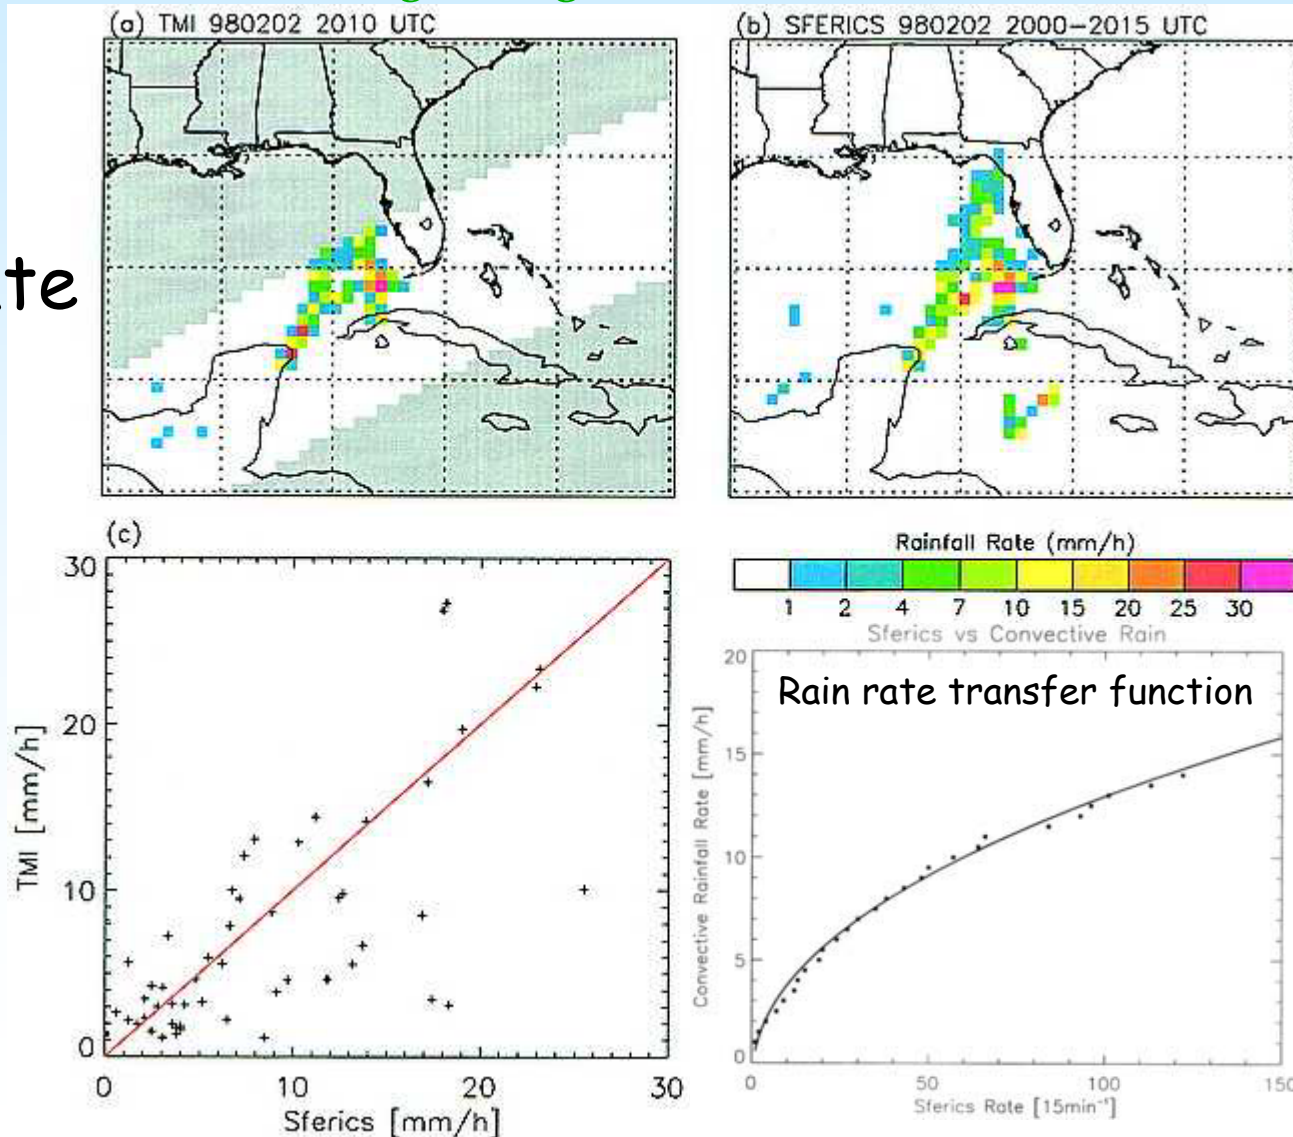 (a) TMI 980202 2010 UTC
(b) SFERICS 980202 2000-2015 UTC
(c)
30
20
10
0
TMI [mm/h]
0 10 20 30
Sferics [mm/h]
Rainfall Rate (mm/h)
1 2 4 7 10 15 20 25 30
Sferics vs Convective Rain
Rain rate transfer function
20
15
10
5
0
Convective Rainfall Rate [mm/h]
0 50 100 150
Sferics Rate [15min⁻¹]